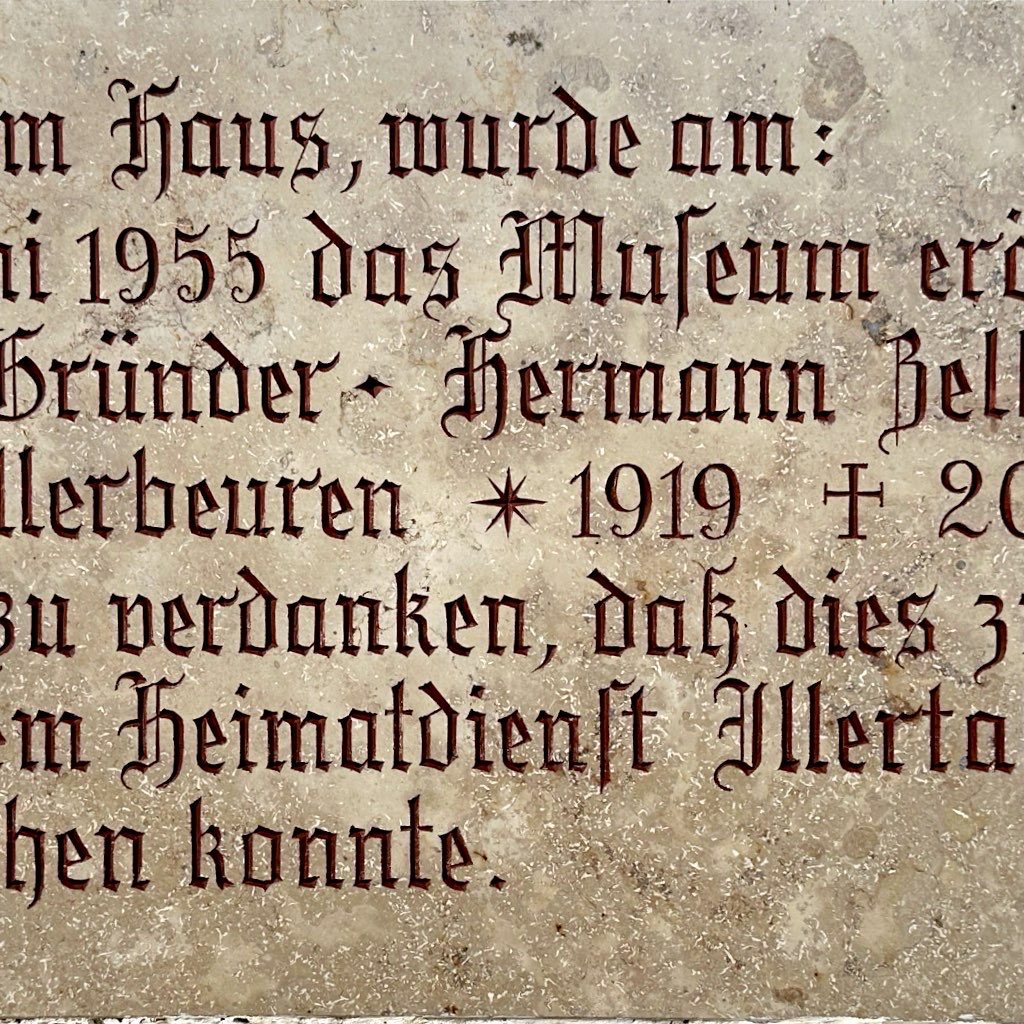 m Haus, wurde am:
ni 1955 das Muſeum erö
Gründer · Hermann Zell
llerbeuren * 1919 † 20
zu verdanken, daß dies z
em Heimatdienſt Illerta
hen konnte.